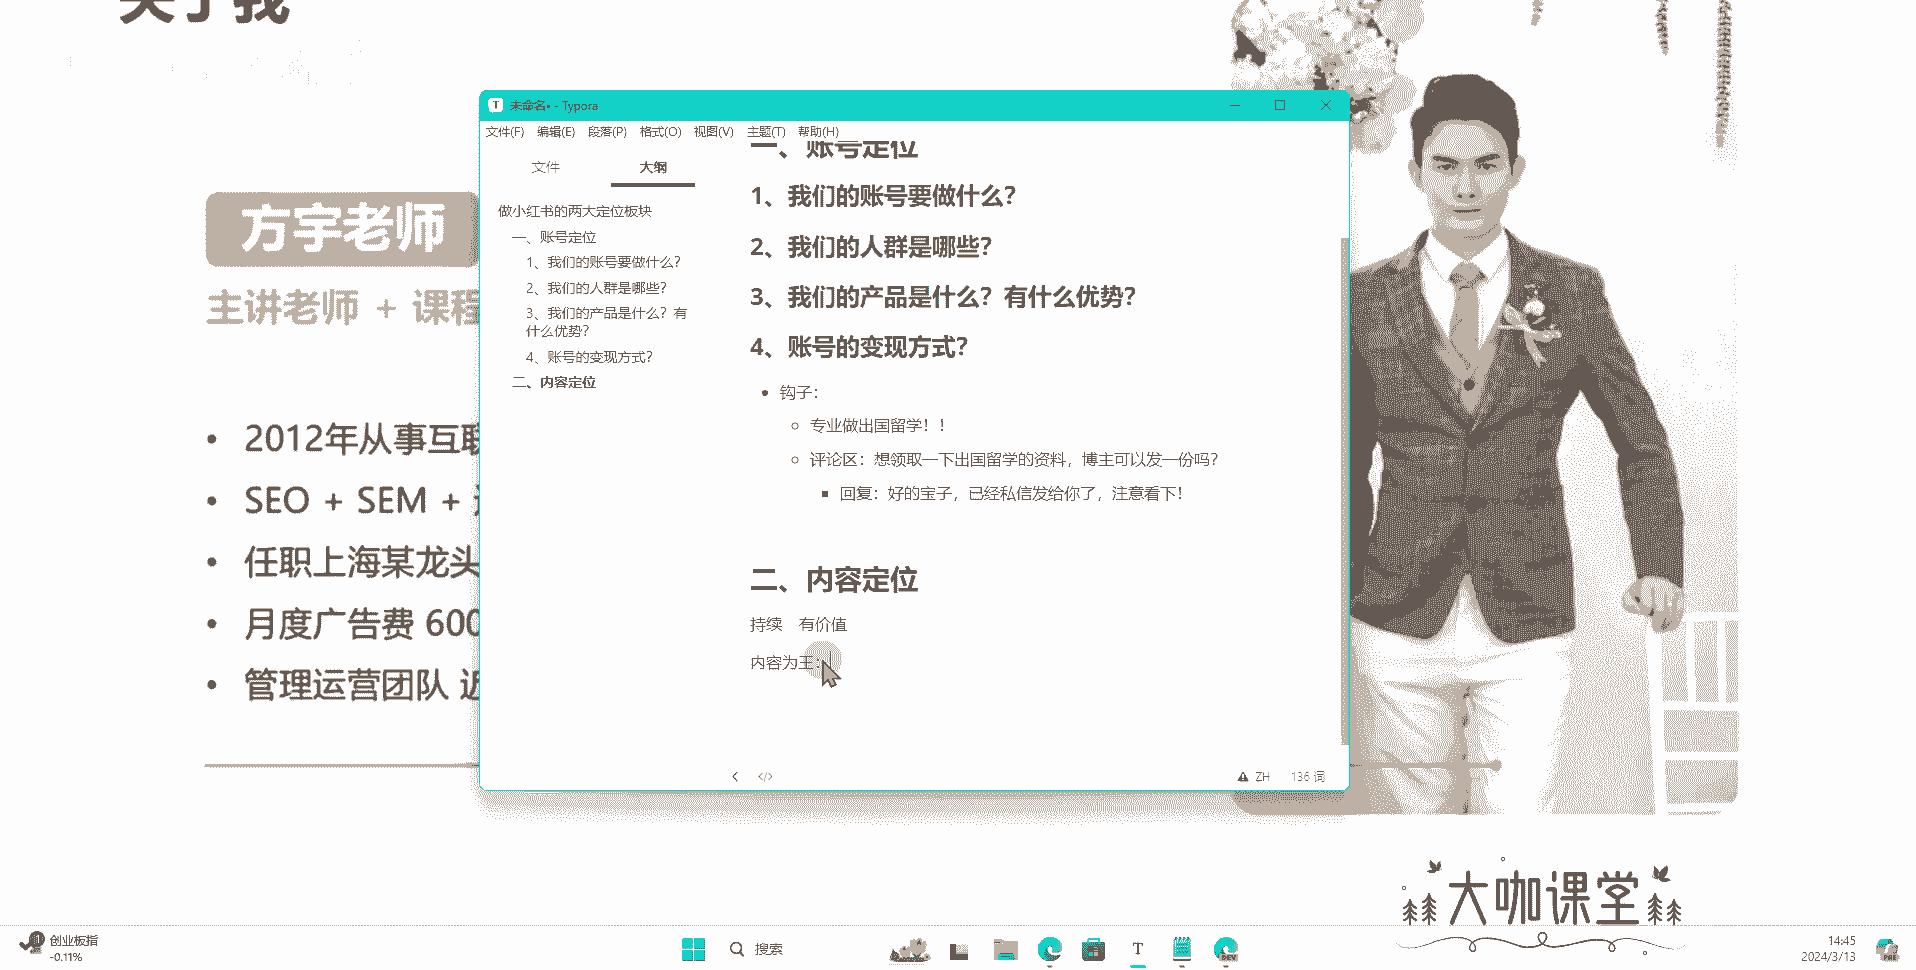 关于我
方宇老师
主讲老师 + 课程
2012年从事互联
SEO + SEM +
任职上海某龙头
月度广告费 600
管理运营团队 近
T 未命名• - Typora
文件(F) 编辑(E) 段落(P) 格式(O) 视图(V) 主题(T) 帮助(H)
文件 大纲
做小红书的两大定位板块
一、账号定位
1、我们的账号要做什么？
2、我们的人群是哪些？
3、我们的产品是什么？有
什么优势？
4、账号的变现方式？
二、内容定位
一、账号定位
1、我们的账号要做什么？
2、我们的人群是哪些？
3、我们的产品是什么？有什么优势？
4、账号的变现方式？
钩子：
专业做出国留学！！
评论区：想领取一下出国留学的资料，博主可以发一份吗？
回复：好的宝子，已经私信发给你了，注意看下！
二、内容定位
持续 有价值
内容为王：
ZH 136 词
大咖课堂
1 创业板指
-0.11%
搜索
T
DEV
14:45
2024/3/13
PRE